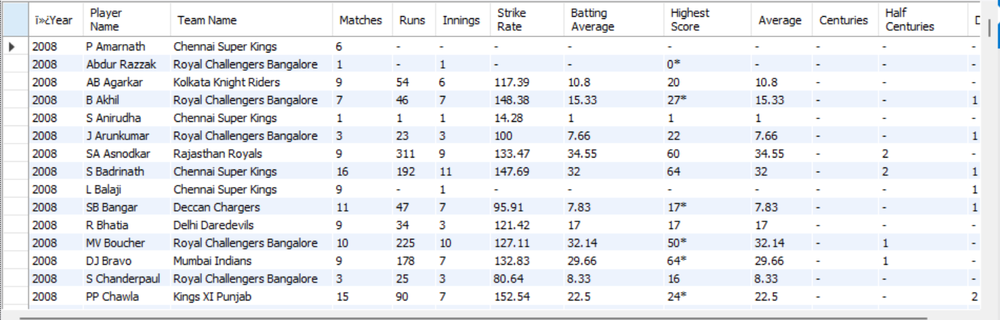 ï»¿Year Player Name Team Name Matches Runs Innings Strike Rate Batting Average Highest Score Average Centuries Half Centuries
2008 P Amarnath Chennai Super Kings 6 - - - - - - - - -
2008 Abdur Razzak Royal Challengers Bangalore 1 - 1 - - 0* - - - -
2008 AB Agarkar Kolkata Knight Riders 9 54 6 117.39 10.8 20 10.8 - - -
2008 B Akhil Royal Challengers Bangalore 7 46 7 148.38 15.33 27* 15.33 - - 1
2008 S Anirudha Chennai Super Kings 1 1 1 14.28 1 1 1 - - -
2008 J Arunkumar Royal Challengers Bangalore 3 23 3 100 7.66 22 7.66 - - 1
2008 SA Asnodkar Rajasthan Royals 9 311 9 133.47 34.55 60 34.55 - 2 -
2008 S Badrinath Chennai Super Kings 16 192 11 147.69 32 64 32 - 2 1
2008 L Balaji Chennai Super Kings 9 - 1 - - - - - - 1
2008 SB Bangar Deccan Chargers 11 47 7 95.91 7.83 17* 7.83 - - 1
2008 R Bhatia Delhi Daredevils 9 34 3 121.42 17 17 17 - - -
2008 MV Boucher Royal Challengers Bangalore 10 225 10 127.11 32.14 50* 32.14 - 1 -
2008 DJ Bravo Mumbai Indians 9 178 7 132.83 29.66 64* 29.66 - 1 -
2008 S Chanderpaul Royal Challengers Bangalore 3 25 3 80.64 8.33 16 8.33 - - -
2008 PP Chawla Kings XI Punjab 15 90 7 152.54 22.5 24* 22.5 - - 2